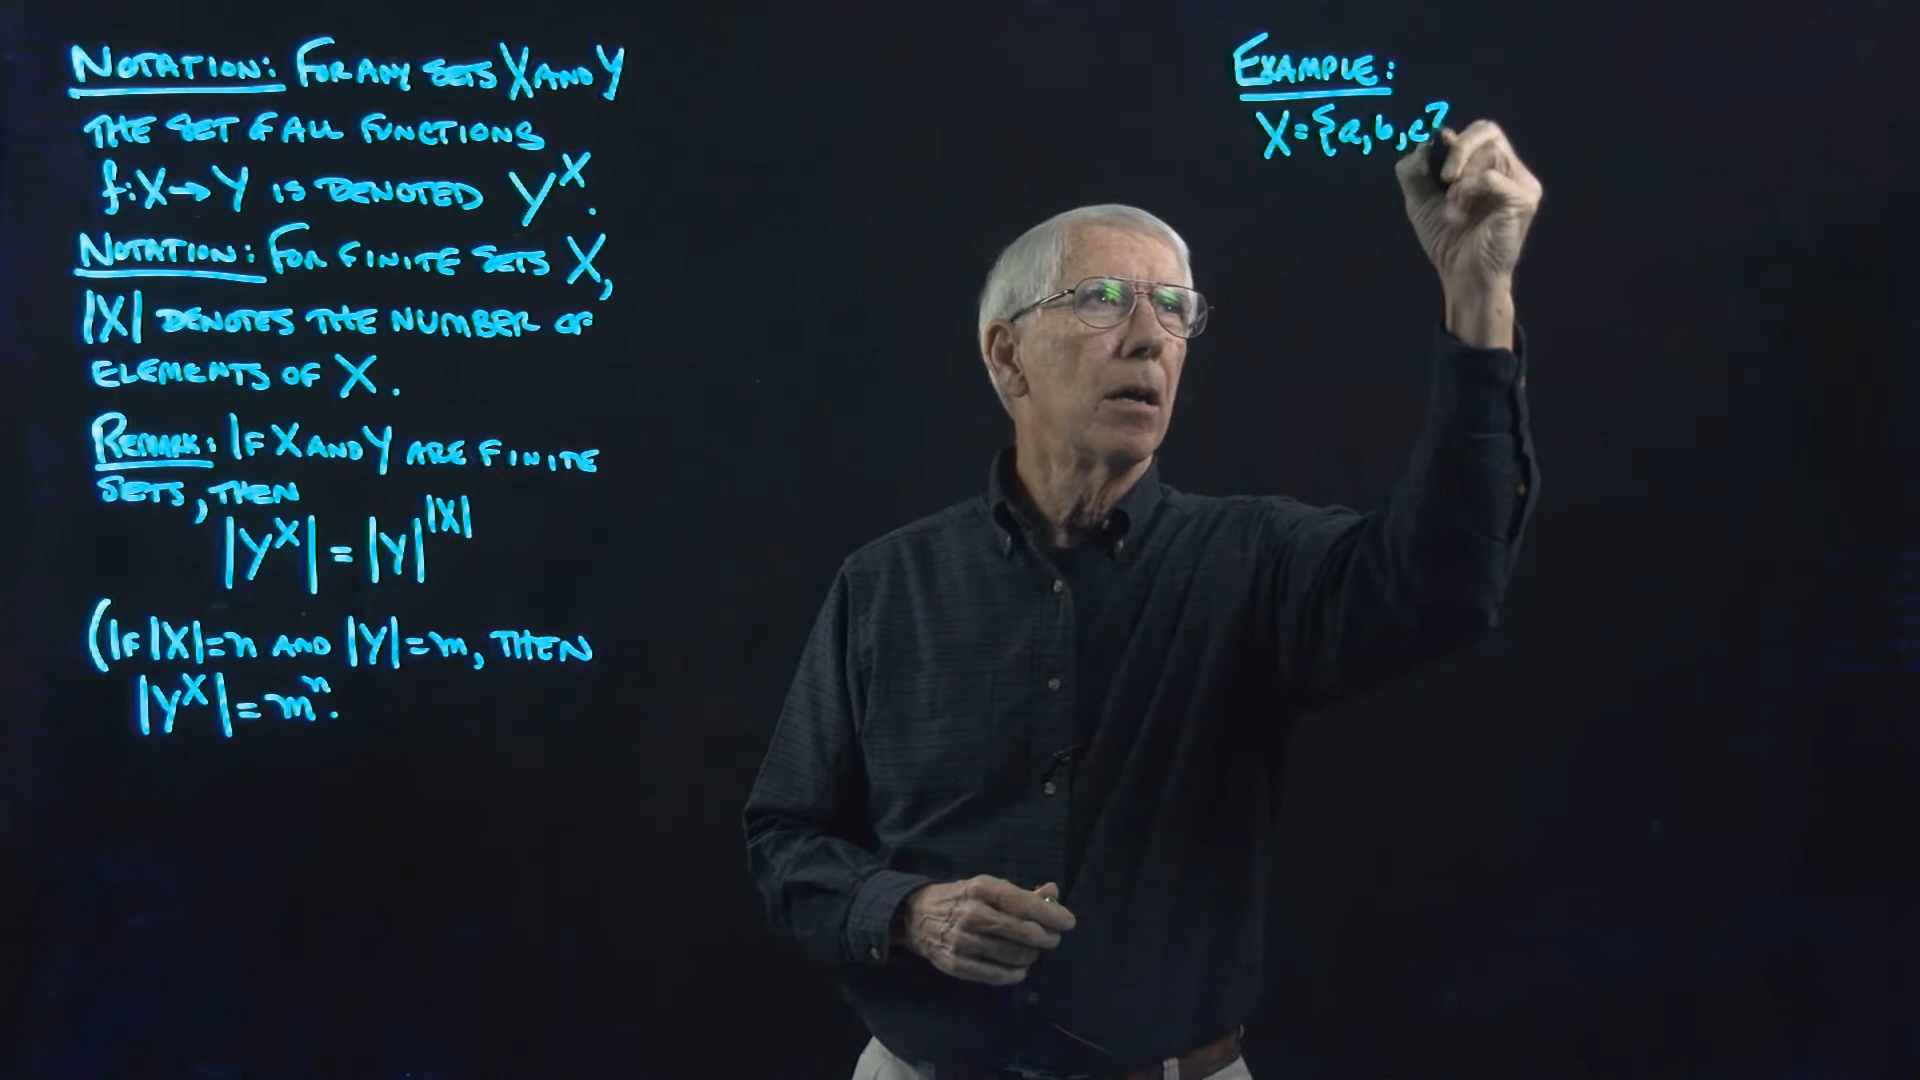 NOTATION: FOR ANY SETS X AND Y
THE SET OF ALL FUNCTIONS
f: X → Y IS DENOTED Y^X.
NOTATION: FOR FINITE SETS X,
|X| DENOTES THE NUMBER OF
ELEMENTS OF X.
REMARK: IF X AND Y ARE FINITE
SETS, THEN
|Y^X| = |Y|^|X|
(IF |X|=n AND |Y|=m, THEN
|Y^X| = m^n.
EXAMPLE:
X={a,b,c}